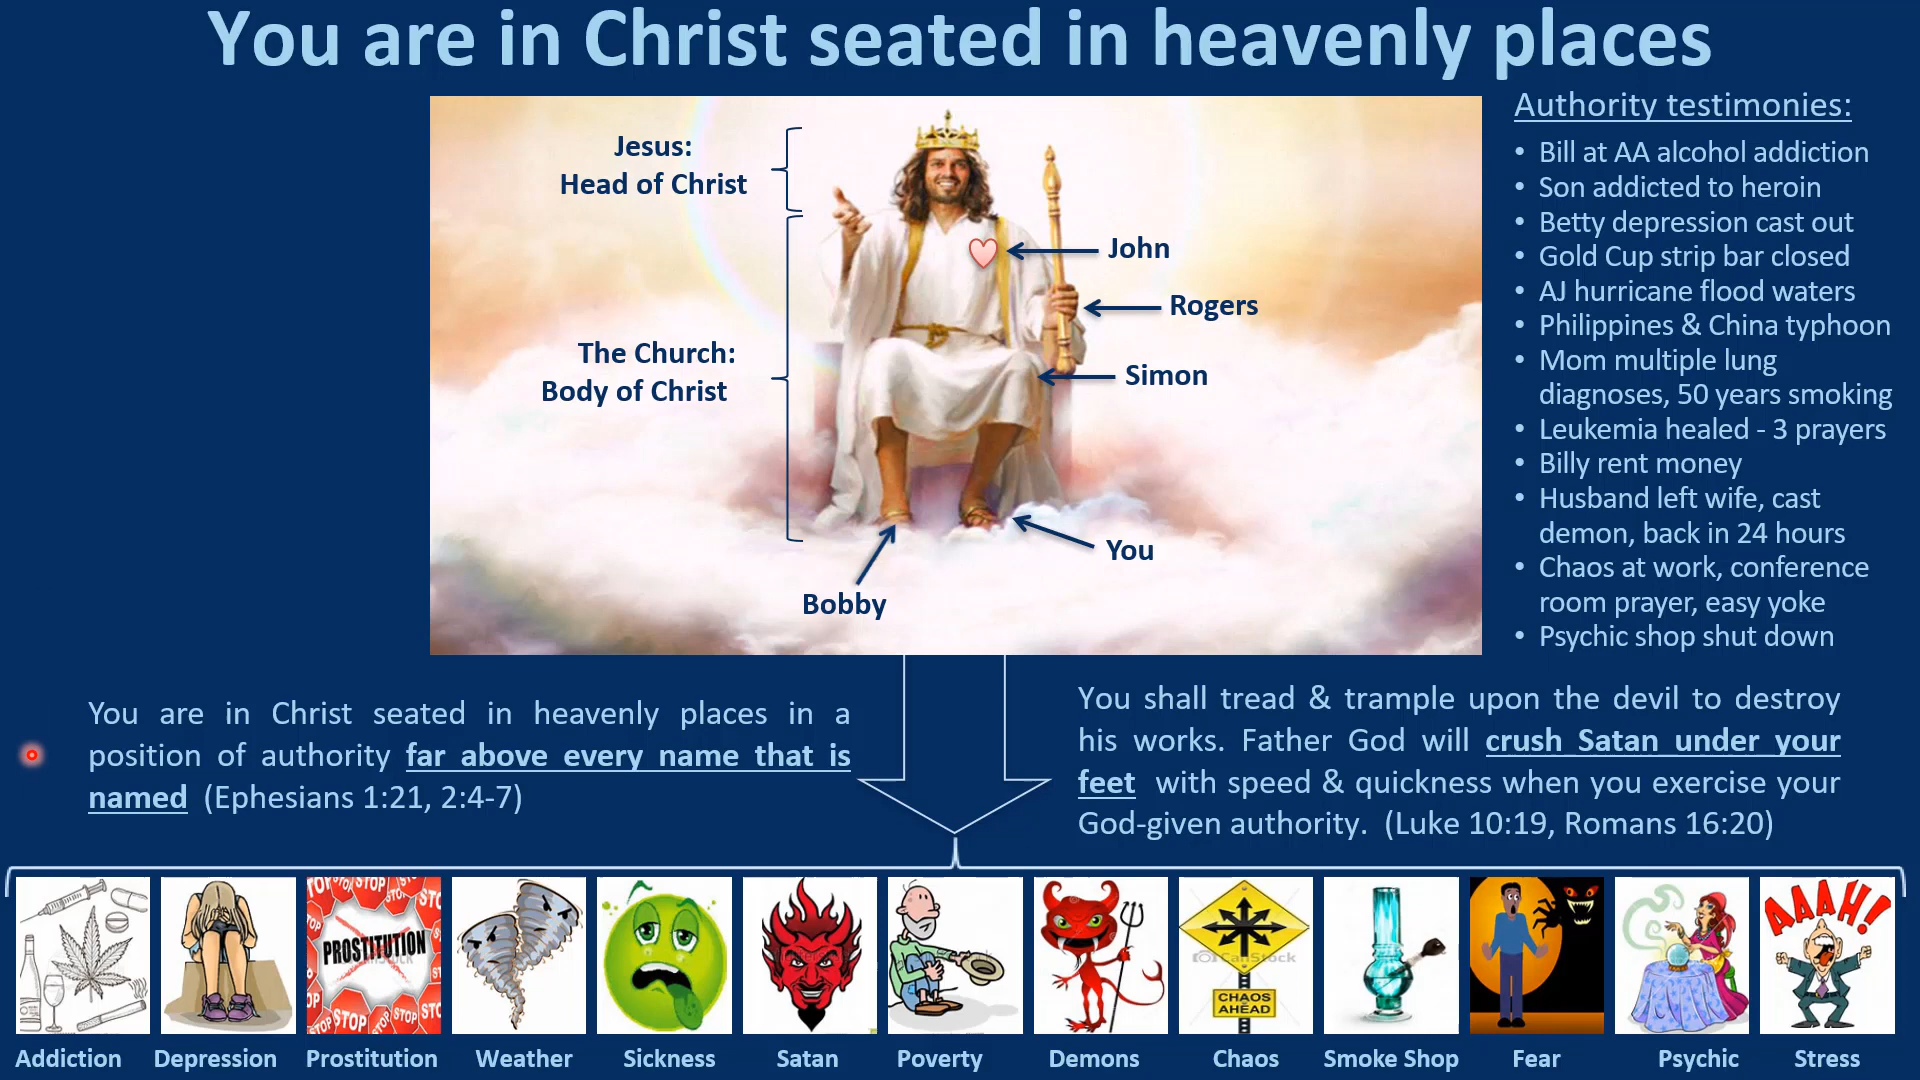 You are in Christ seated in heavenly places
Jesus:
Head of Christ
The Church:
Body of Christ
John
Rogers
Simon
You
Bobby
Authority testimonies:
• Bill at AA alcohol addiction
• Son addicted to heroin
• Betty depression cast out
• Gold Cup strip bar closed
• AJ hurricane flood waters
• Philippines & China typhoon
• Mom multiple lung
diagnoses, 50 years smoking
• Leukemia healed - 3 prayers
• Billy rent money
• Husband left wife, cast
demon, back in 24 hours
• Chaos at work, conference
room prayer, easy yoke
• Psychic shop shut down
You are in Christ seated in heavenly places in a
position of authority far above every name that is
named (Ephesians 1:21, 2:4-7)
You shall tread & trample upon the devil to destroy
his works. Father God will crush Satan under your
feet with speed & quickness when you exercise your
God-given authority. (Luke 10:19, Romans 16:20)
STOP
PROSTITUTION
STOP
CanStock
CHAOS
AHEAD
AAAH!
Addiction
Depression
Prostitution
Weather
Sickness
Satan
Poverty
Demons
Chaos
Smoke Shop
Fear
Psychic
Stress